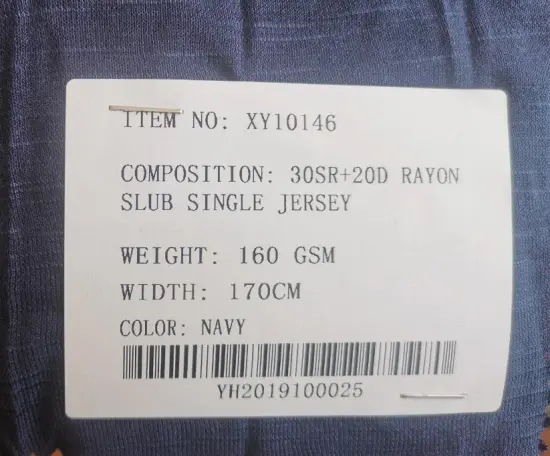 ITEM NO: XY10146
COMPOSITION: 30SR+20D RAYON
SLUB SINGLE JERSEY
WEIGHT: 160 GSM
WIDTH: 170CM
COLOR: NAVY
YH2019100025